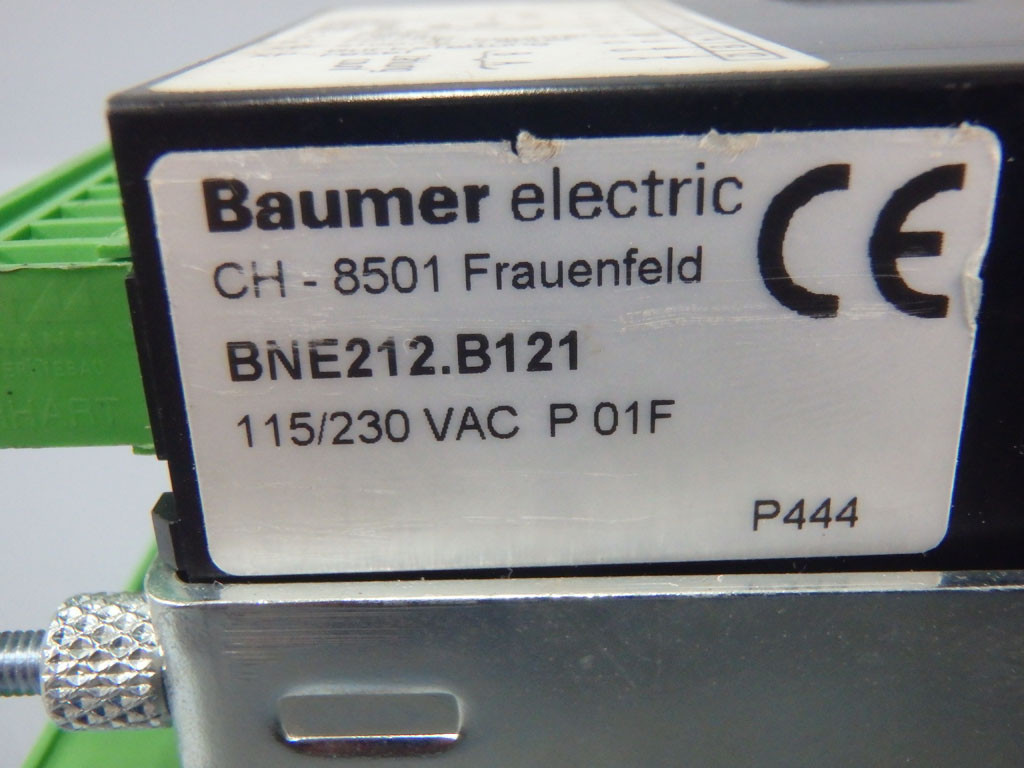 Baumer electric CE
CH - 8501 Frauenfeld
BNE212.B121
115/230 VAC P 01F
P444